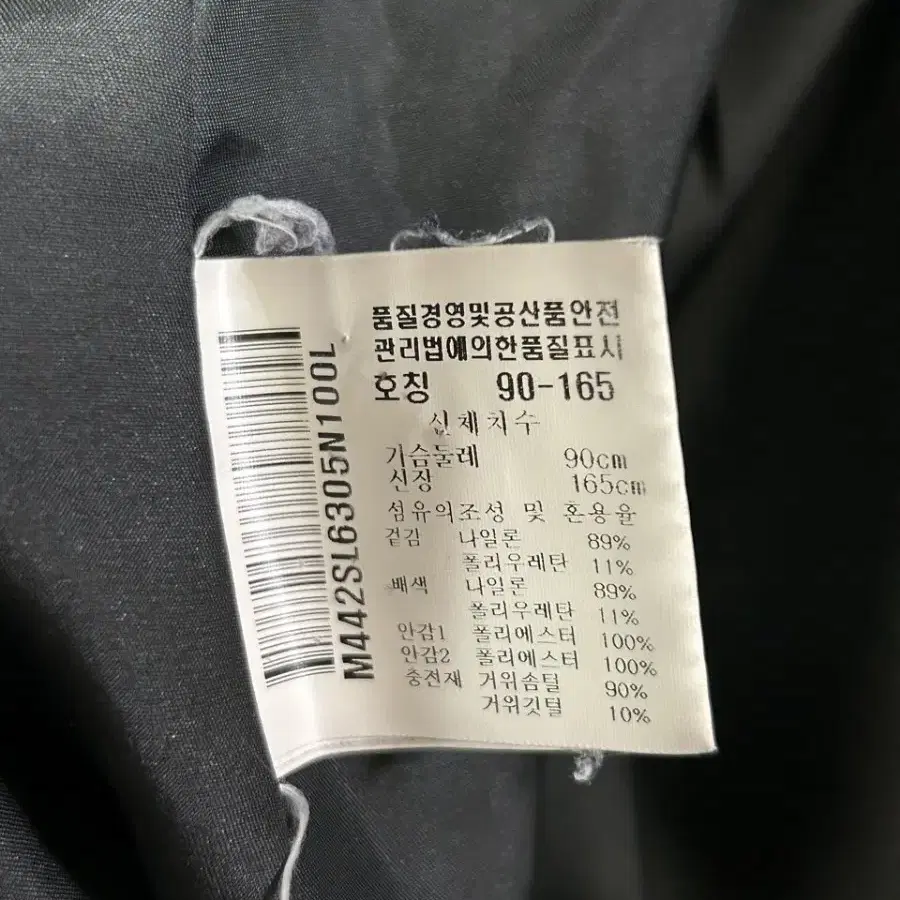 품질경영및공산품안전
관리법에의한품질표시
호칭 90-165
신체치수
가슴둘레 90cm
신장 165cm
섬유의조성 및 혼용율
겉감 나일론 89%
폴리우레탄 11%
배색 나일론 89%
폴리우레탄 11%
안감1 폴리에스터 100%
안감2 폴리에스터 100%
충전재 거위솜털 90%
거위깃털 10%
M442SL6305N100L